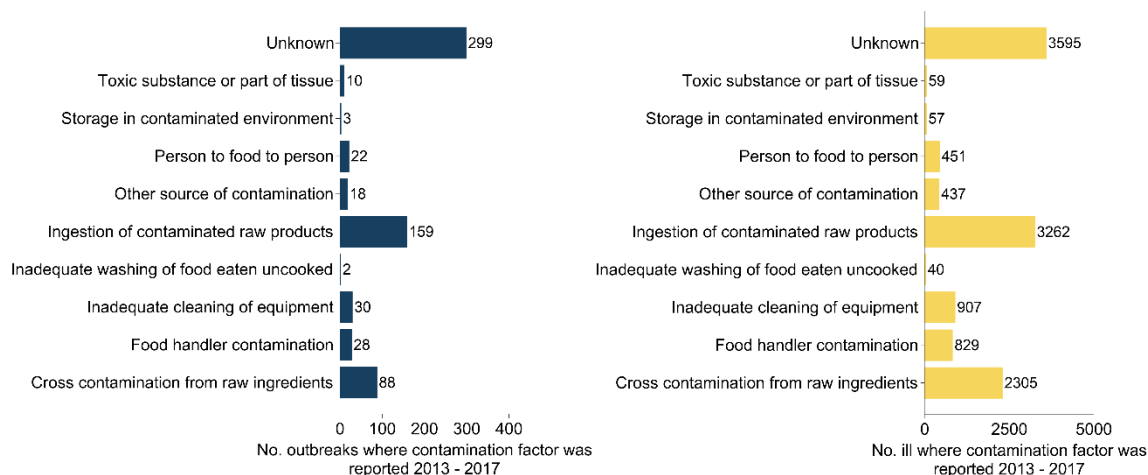 Unknown 299
Toxic substance or part of tissue 10
Storage in contaminated environment 3
Person to food to person 22
Other source of contamination 18
Ingestion of contaminated raw products 159
Inadequate washing of food eaten uncooked 2
Inadequate cleaning of equipment 30
Food handler contamination 28
Cross contamination from raw ingredients 88
0 100 200 300 400
No. outbreaks where contamination factor was
reported 2013 - 2017
Unknown 3595
Toxic substance or part of tissue 59
Storage in contaminated environment 57
Person to food to person 451
Other source of contamination 437
Ingestion of contaminated raw products 3262
Inadequate washing of food eaten uncooked 40
Inadequate cleaning of equipment 907
Food handler contamination 829
Cross contamination from raw ingredients 2305
0 2500 5000
No. ill where contamination factor was
reported 2013 - 2017